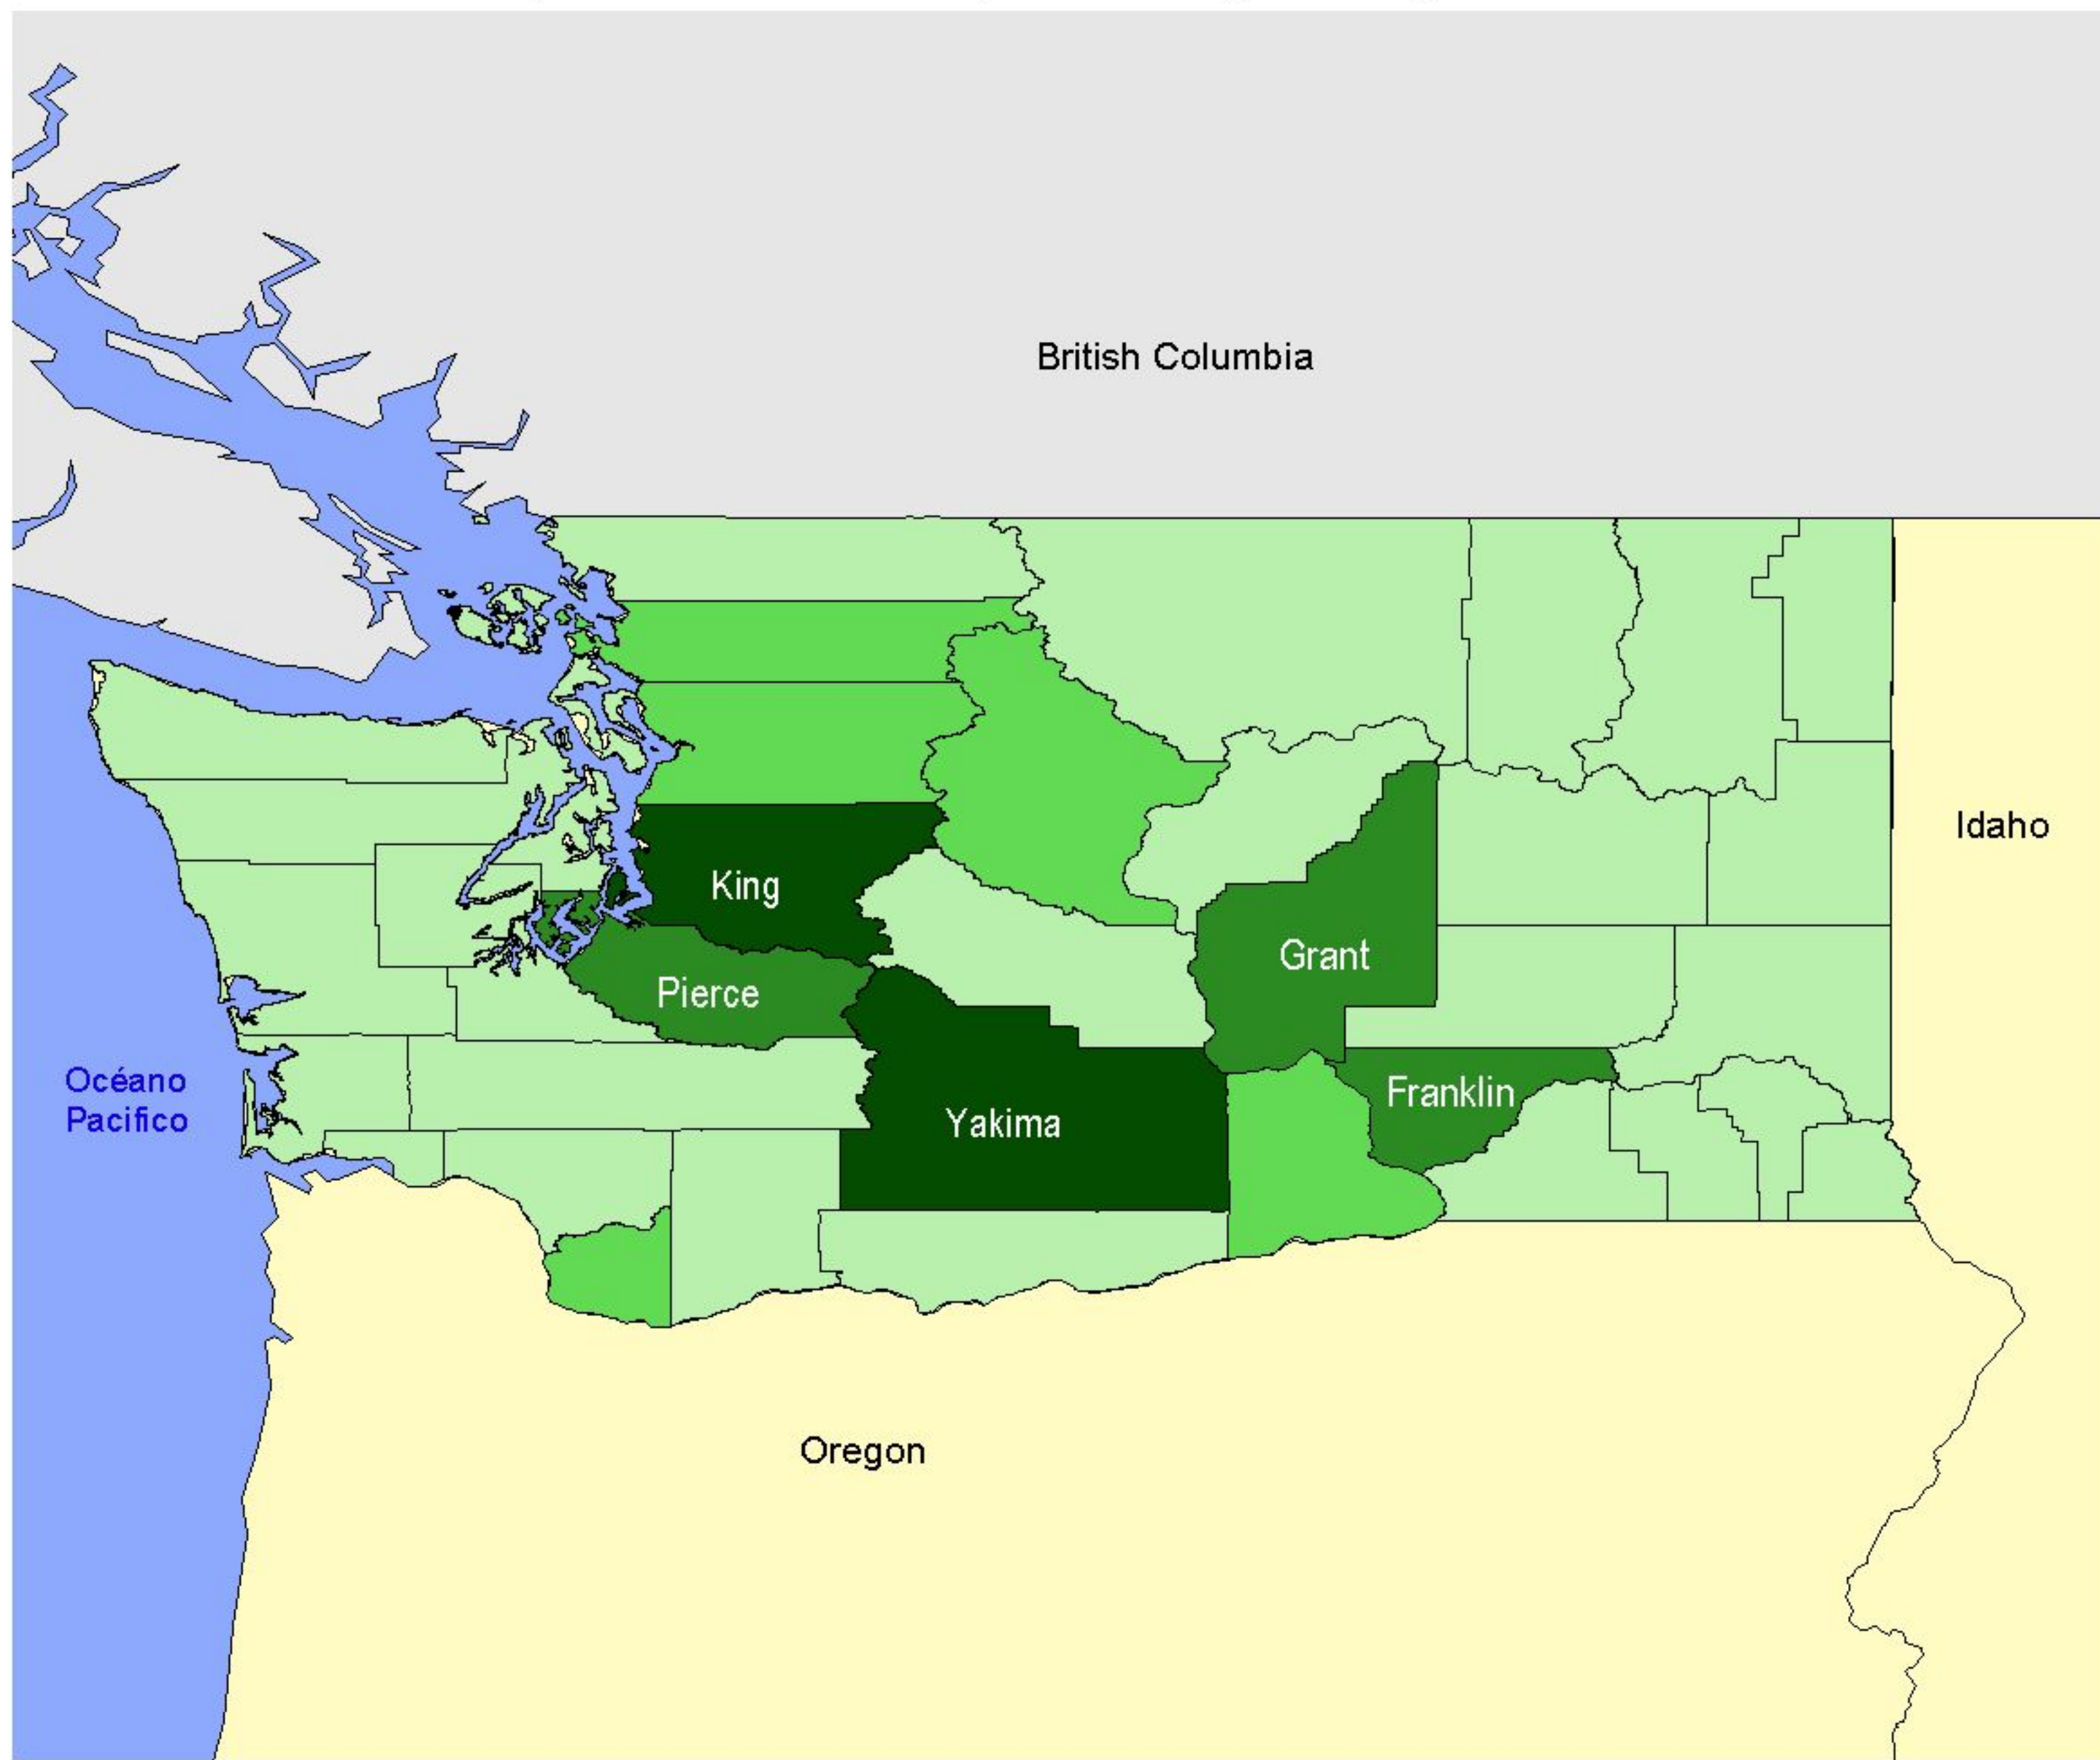 British Columbia
Idaho
King
Grant
Pierce
Franklin
Océano
Pacifico
Yakima
Oregon